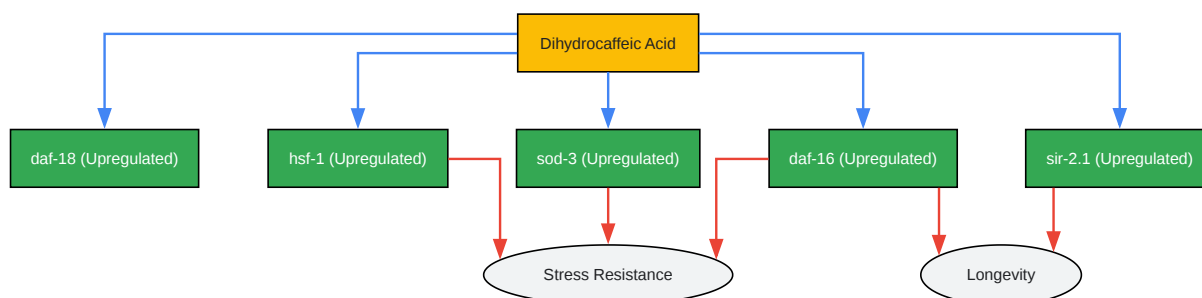 Dihydrocaffeic Acid
daf-18 (Upregulated)
hsf-1 (Upregulated)
sod-3 (Upregulated)
daf-16 (Upregulated)
sir-2.1 (Upregulated)
Stress Resistance
Longevity